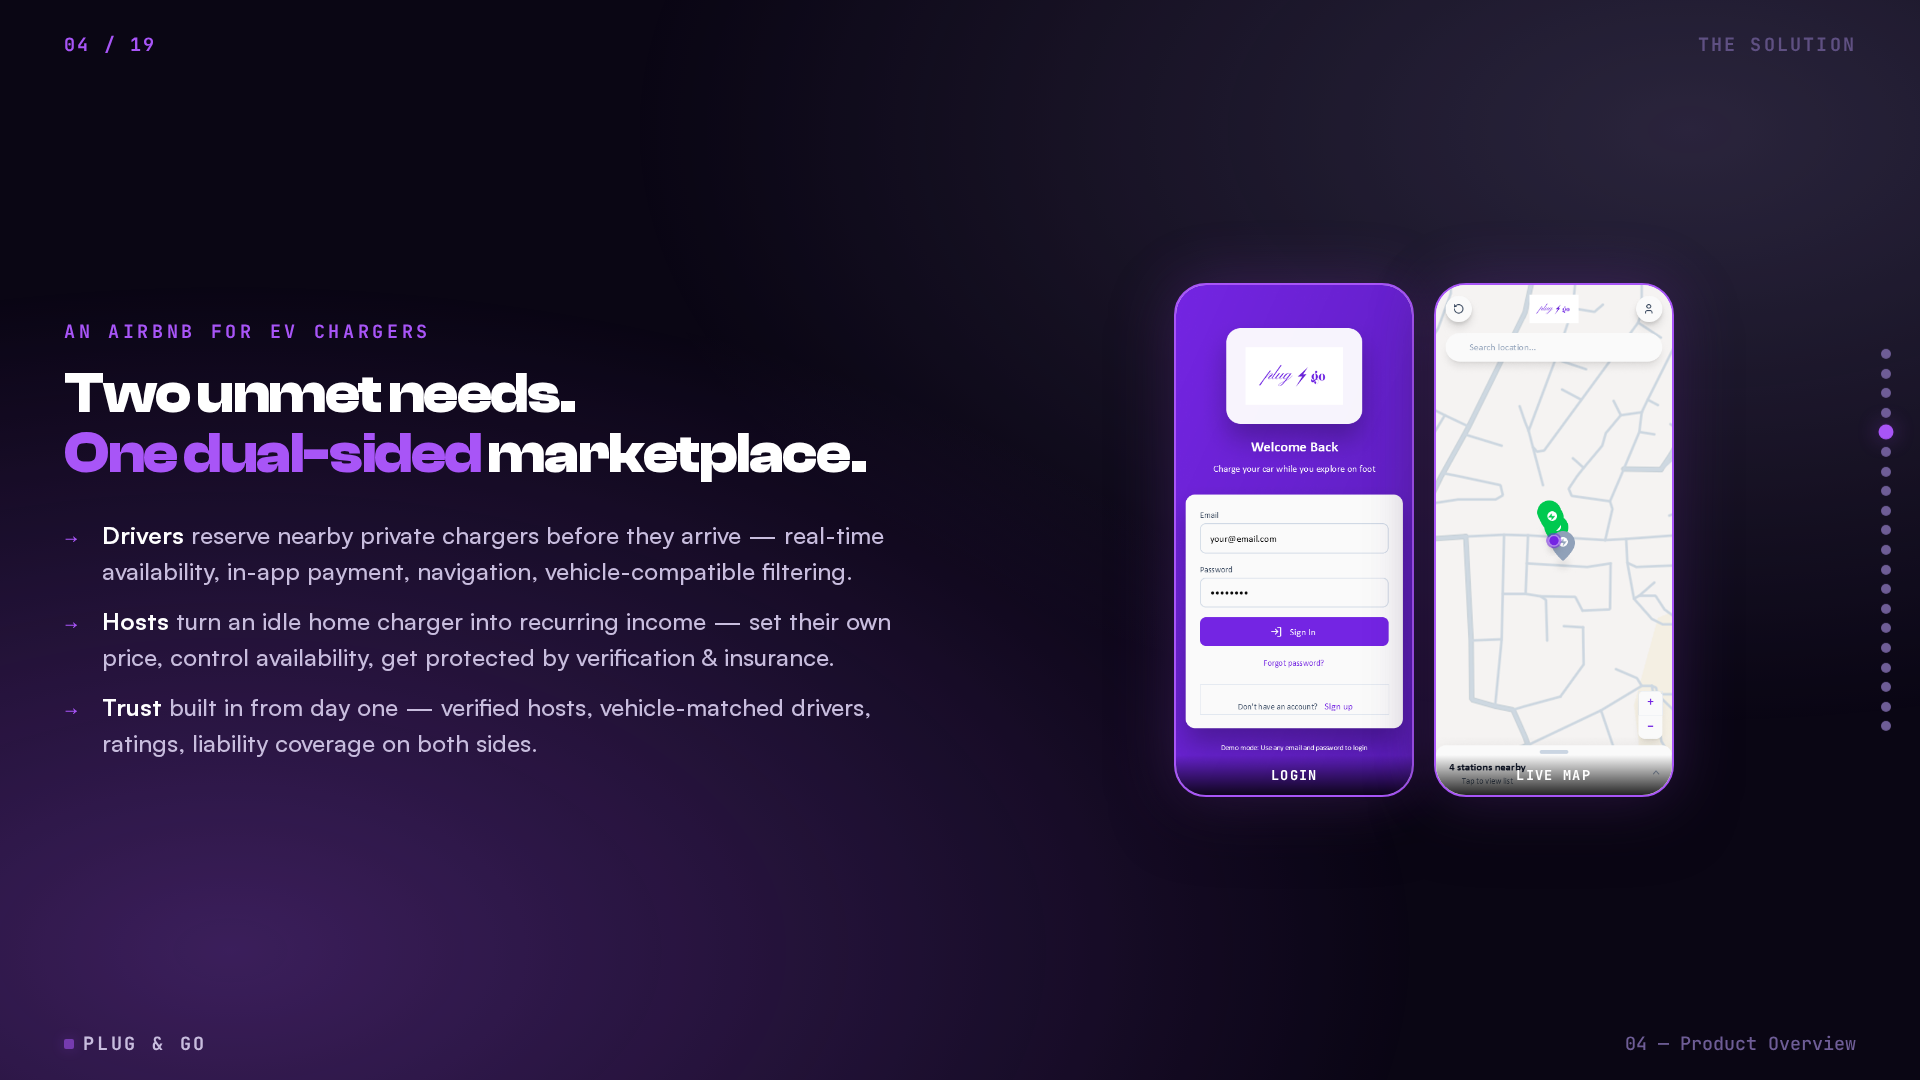 04 / 19
THE SOLUTION
AN AIRBNB FOR EV CHARGERS
Two unmet needs.
One dual-sided marketplace.
→ Drivers reserve nearby private chargers before they arrive — real-time
availability, in-app payment, navigation, vehicle-compatible filtering.
→ Hosts turn an idle home charger into recurring income — set their own
price, control availability, get protected by verification & insurance.
→ Trust built in from day one — verified hosts, vehicle-matched drivers,
ratings, liability coverage on both sides.
plug go
Welcome Back
Charge your car while you explore on foot
Email
your@email.com
Password
••••••••
Sign In
Forgot password?
Don't have an account? Sign up
Demo mode: Use any email and password to login
LOGIN
plug go
Search location...
+
−
4 stations nearby
Tap to view list
LIVE MAP
PLUG & GO
04 — Product Overview